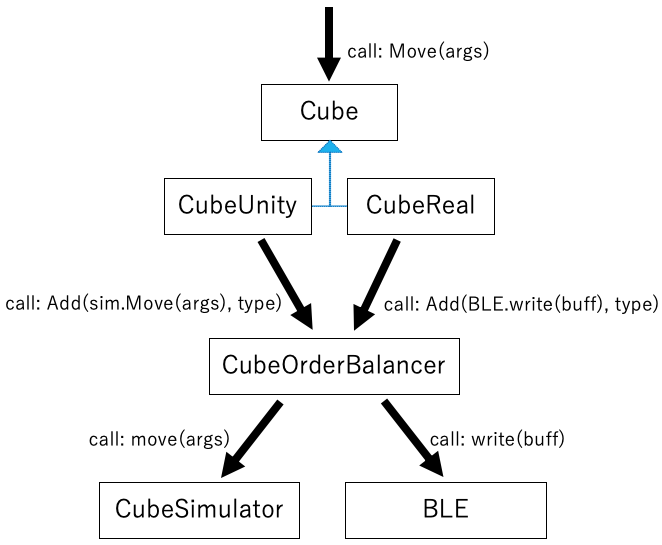 call: Move(args)
Cube
CubeUnity
CubeReal
call: Add(sim.Move(args), type)
call: Add(BLE.write(buff), type)
CubeOrderBalancer
call: move(args)
call: write(buff)
CubeSimulator
BLE